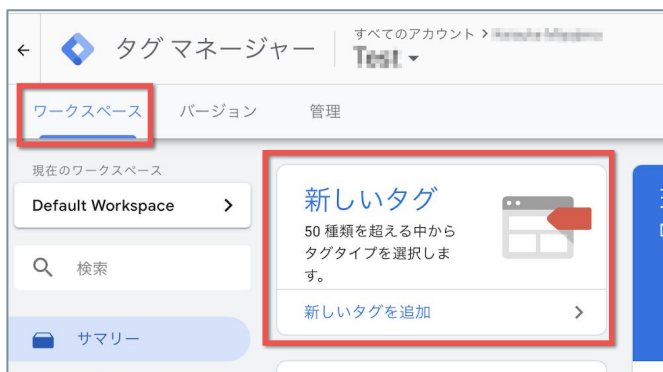 すべてのアカウント >
タグ マネージャー
Test
ワークスペース
バージョン
管理
現在のワークスペース
Default Workspace
検索
サマリー
新しいタグ
50 種類を超える中から
タグタイプを選択しま
す。
新しいタグを追加